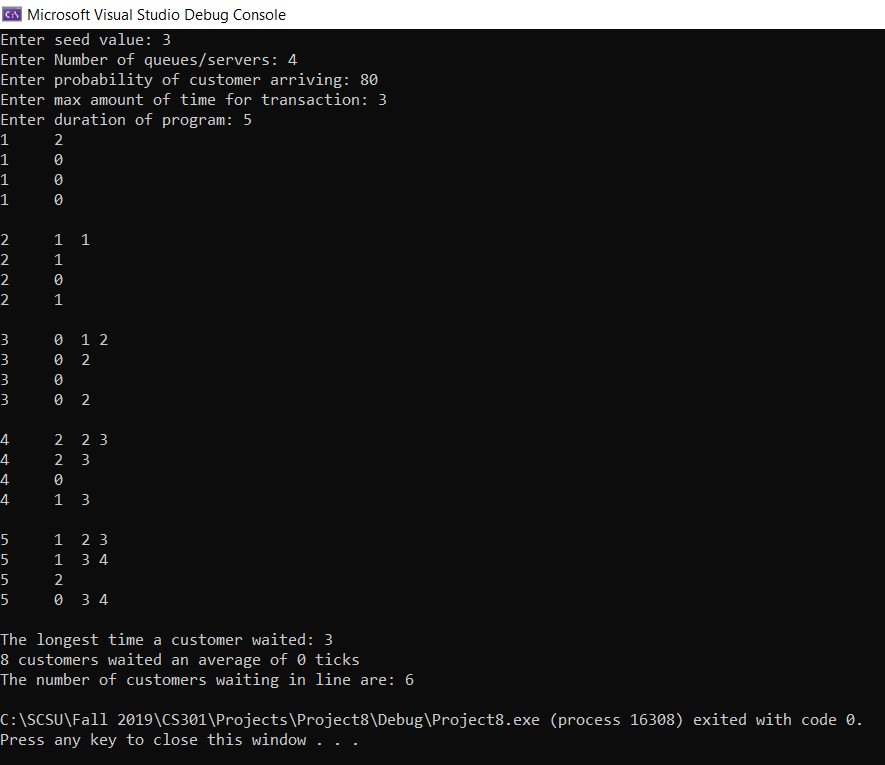 Microsoft Visual Studio Debug Console
Enter seed value: 3
Enter Number of queues/servers: 4
Enter probability of customer arriving: 80
Enter max amount of time for transaction: 3
Enter duration of program: 5
1     2
1     0
1     0
1     0

2     1  1
2     1
2     0
2     1

3     0  1 2
3     0  2
3     0
3     0  2

4     2  2 3
4     2  3
4     0
4     1  3

5     1  2 3
5     1  3 4
5     2
5     0  3 4

The longest time a customer waited: 3
8 customers waited an average of 0 ticks
The number of customers waiting in line are: 6

C:\SCSU\Fall 2019\CS301\Projects\Project8\Debug\Project8.exe (process 16308) exited with code 0.
Press any key to close this window . . .